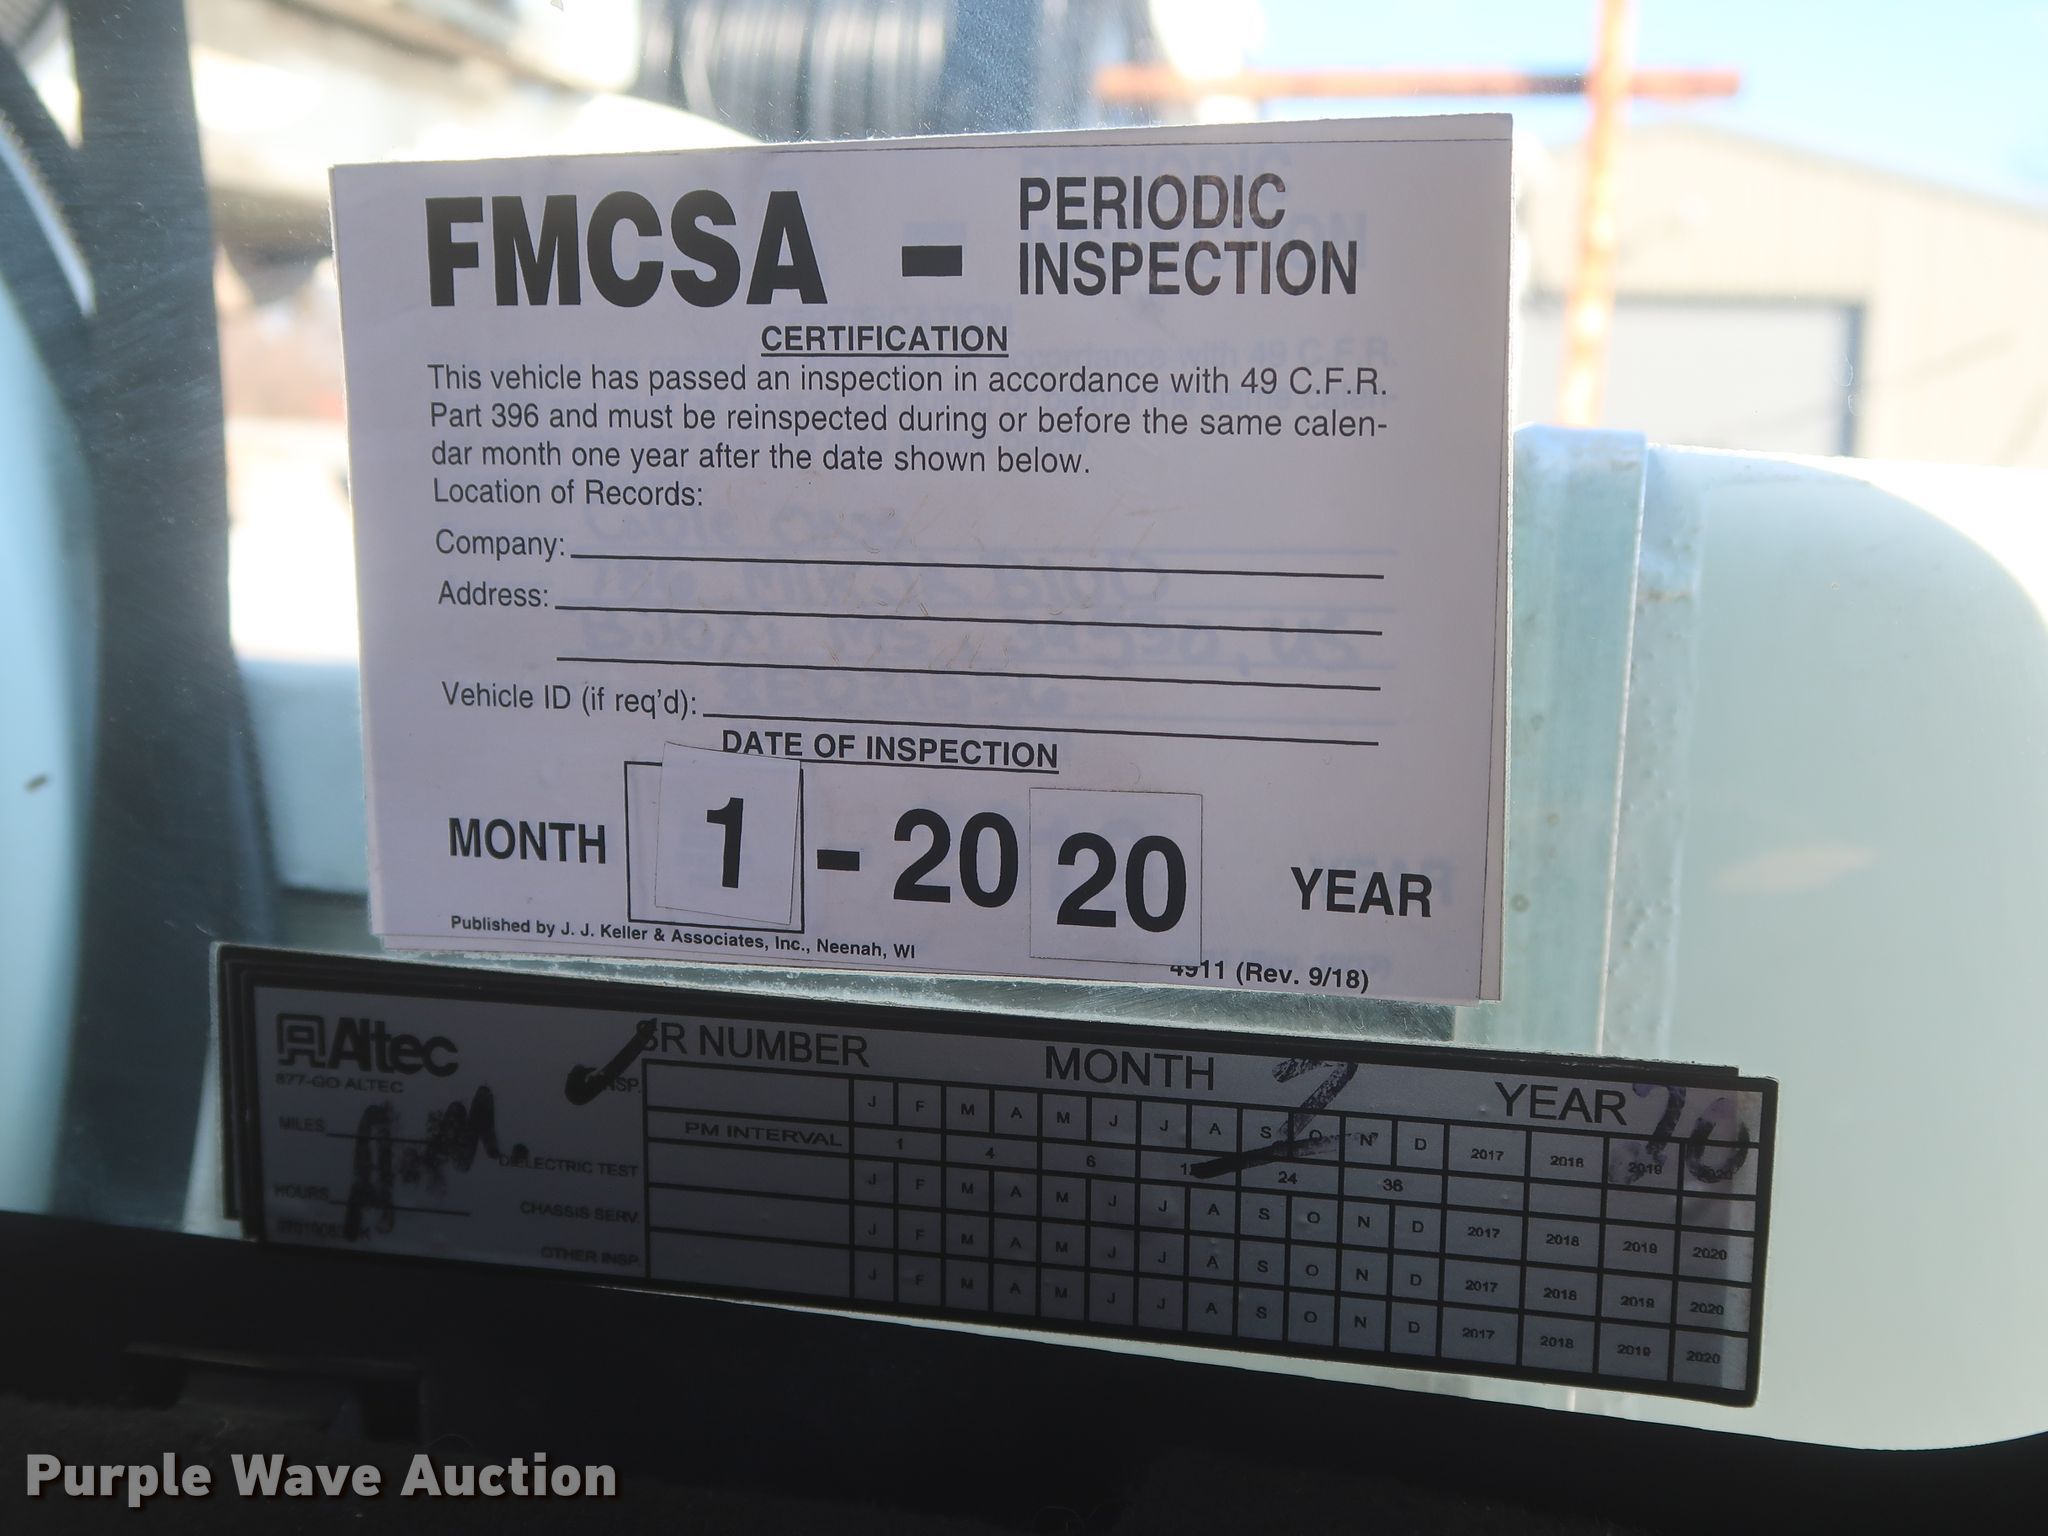 FMCSA - PERIODIC INSPECTION
CERTIFICATION
This vehicle has passed an inspection in accordance with 49 C.F.R.
Part 396 and must be reinspected during or before the same calen-
dar month one year after the date shown below.
Location of Records:
Company:
Address:
Vehicle ID (if req'd):
DATE OF INSPECTION
MONTH 1 - 20 20 YEAR
Published by J. J. Keller & Associates, Inc., Neenah, WI
4911 (Rev. 9/18)
Altec
877-GO ALTEC
SR NUMBER MONTH 2 YEAR 20
INSP. J F M A M J J A S O N D 2017 2018 2019 2020
MILES
PM INTERVAL 1 4 6 24 36
DIELECTRIC TEST J F M A M J J A S O N D 2017 2018 2019 2020
HOURS
CHASSIS SERV. J F M A M J J A S O N D 2017 2018 2019 2020
OTHER INSP. J F M A M J J A S O N D 2017 2018 2019 2020
Purple Wave Auction